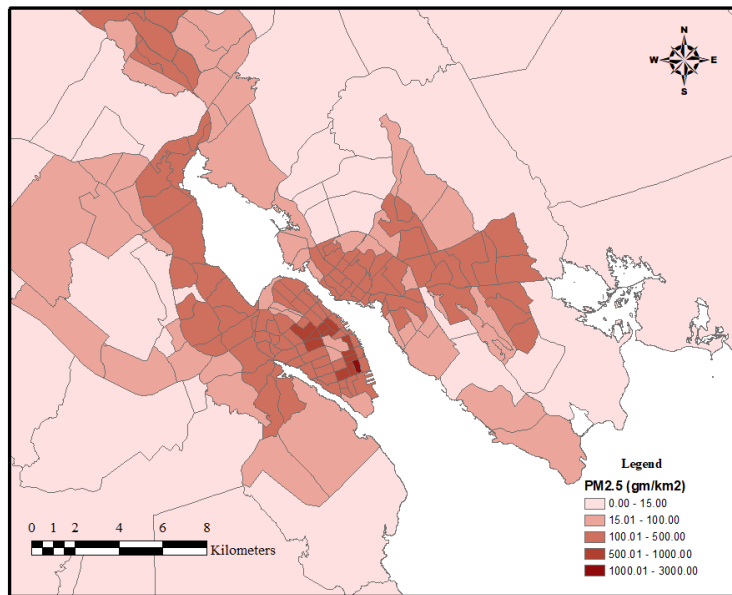 N
W E
S
Legend
PM2.5 (gm/km2)
0.00 - 15.00
15.01 - 100.00
100.01 - 500.00
500.01 - 1000.00
1000.01 - 3000.00
0 1 2 4 6 8
Kilometers